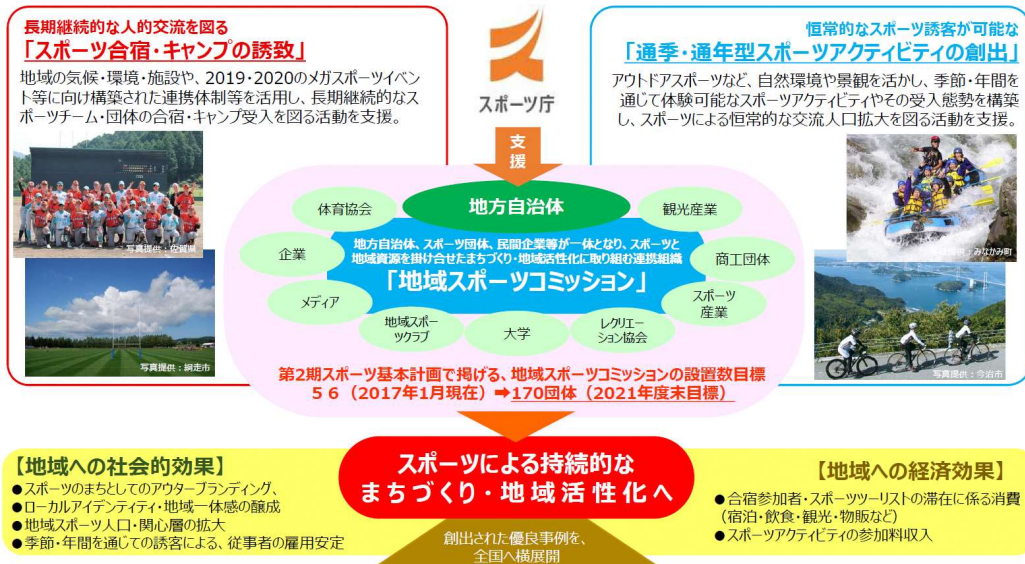 長期継続的な人的交流を図る
「スポーツ合宿・キャンプの誘致」
地域の気候・環境・施設や、2019・2020のメガスポーツイベン
ト等に向け構築された連携体制等を活用し、長期継続的なス
ポーツチーム・団体の合宿・キャンプ受入を図る活動を支援。
写真提供：佐賀県
写真提供：網走市
スポーツ庁
支援
恒常的なスポーツ誘客が可能な
「通季・通年型スポーツアクティビティの創出」
アウトドアスポーツなど、自然環境や景観を活かし、季節・年間を
通じて体験可能なスポーツアクティビティやその受入態勢を構築
し、スポーツによる恒常的な交流人口拡大を図る活動を支援。
：みなかみ町
写真提供：今治市
体育協会
地方自治体
観光産業
企業
地方自治体、スポーツ団体、民間企業等が一体となり、スポーツと
地域資源を掛け合せたまちづくり・地域活性化に取り組む連携組織
「地域スポーツコミッション」
商工団体
メディア
地域スポー
ツクラブ
大学
レクリエー
ション協会
スポーツ
産業
第2期スポーツ基本計画で掲げる、地域スポーツコミッションの設置数目標
５６（2017年1月現在）➡170団体（2021年度末目標）
スポーツによる持続的な
まちづくり・地域活性化へ
【地域への社会的効果】
●スポーツのまちとしてのアウターブランディング、
●ローカルアイデンティティ・地域一体感の醸成
●地域スポーツ人口・関心層の拡大
●季節・年間を通じての誘客による、従事者の雇用安定
創出された優良事例を、
全国へ横展開
【地域への経済効果】
●合宿参加者・スポーツツーリストの滞在に係る消費
（宿泊・飲食・観光・物販など）
●スポーツアクティビティの参加料収入